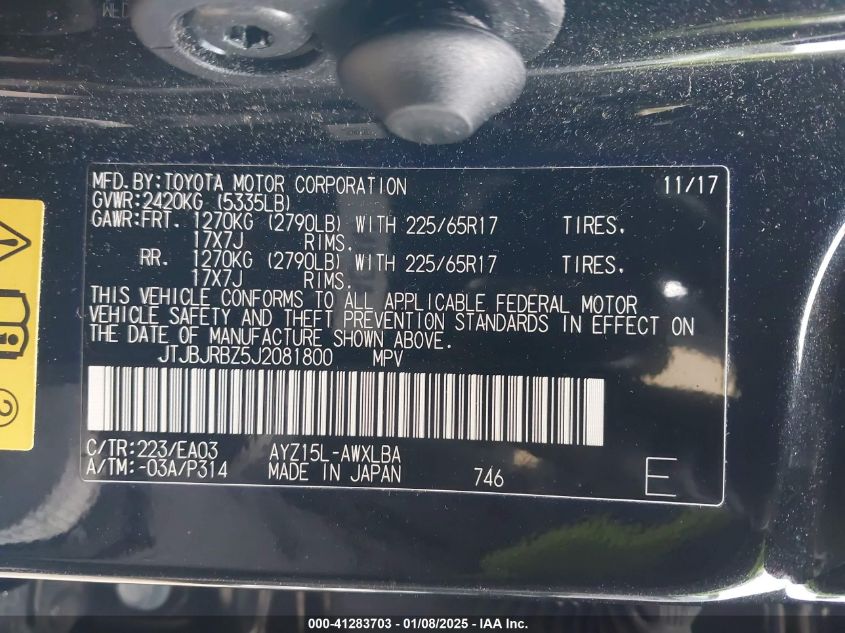 MFD. BY: TOYOTA MOTOR CORPORATION 11/17
GVWR: 2420KG (5335LB)
GAWR: FRT. 1270KG (2790LB) WITH 225/65R17 TIRES.
17X7J RIMS.
RR. 1270KG (2790LB) WITH 225/65R17 TIRES.
17X7J RIMS.
THIS VEHICLE CONFORMS TO ALL APPLICABLE FEDERAL MOTOR
VEHICLE SAFETY AND THEFT PREVENTION STANDARDS IN EFFECT ON
THE DATE OF MANUFACTURE SHOWN ABOVE.
JTJBJRBZ5J2081800 MPV
C/TR: 223/EA03 AYZ15L-AWXLBA
A/TM: -03A/P314 MADE IN JAPAN 746 E
2
000-41283703 - 01/08/2025 - IAA Inc.